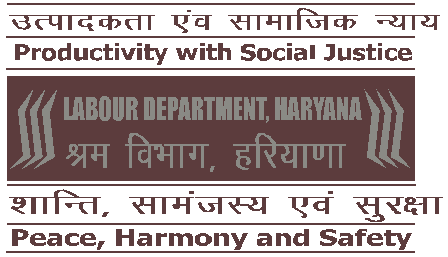 उत्पादकता एंव सामाजिक न्याय
Productivity with Social Justice
LABOUR DEPARTMENT, HARYANA
श्रम विभाग, हरियाणा
शान्ति, सामंजस्य एवं सुरक्षा
Peace, Harmony and Safety